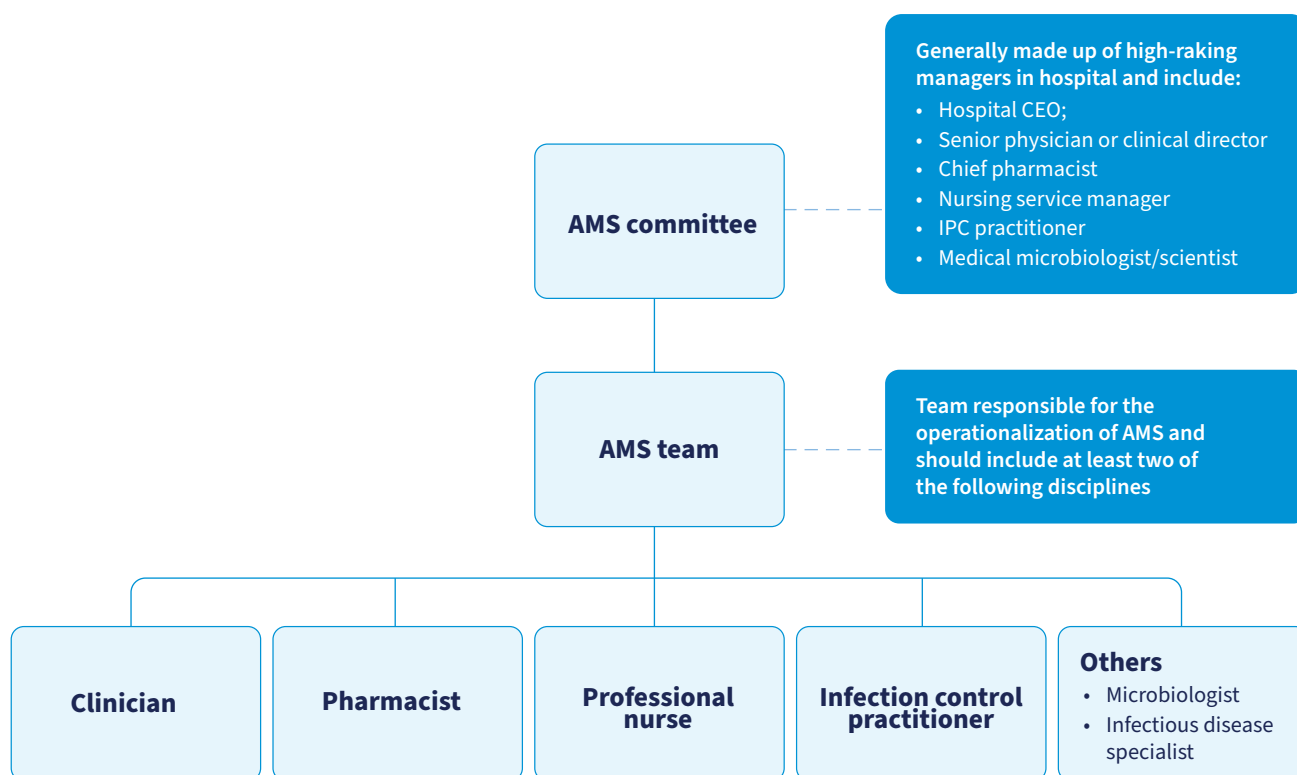 Generally made up of high-raking
managers in hospital and include:
• Hospital CEO;
• Senior physician or clinical director
• Chief pharmacist
• Nursing service manager
• IPC practitioner
• Medical microbiologist/scientist
AMS committee
AMS team
Team responsible for the
operationalization of AMS and
should include at least two of
the following disciplines
Clinician
Pharmacist
Professional
nurse
Infection control
practitioner
Others
• Microbiologist
• Infectious disease
specialist